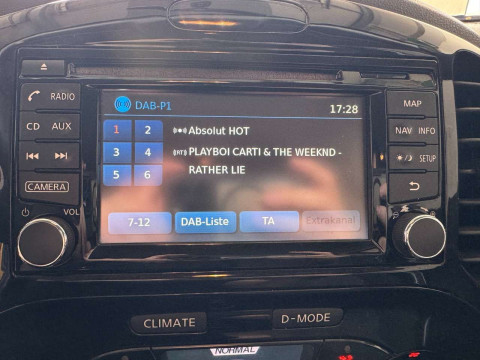 DAB-P1
17:28
1 2 Absolut HOT
3 4 RT PLAYBOI CARTI & THE WEEKND -
5 6 RATHER LIE
7-12 DAB-Liste TA Extrakanal
RADIO
CD AUX
CAMERA
VOL
MAP
NAV INFO
SETUP
CLIMATE D-MODE
NORMAL